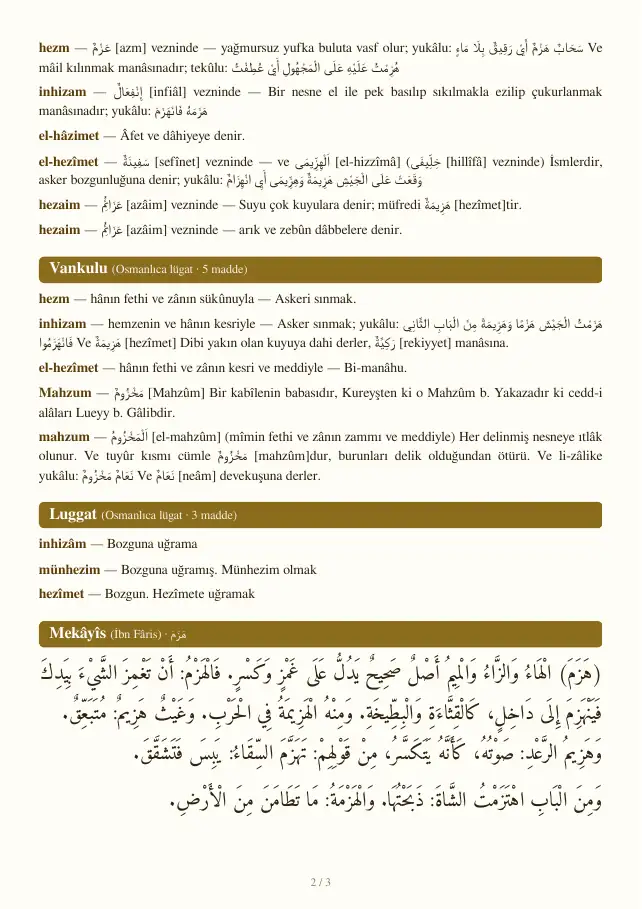 hezm — عَزْمٌ [azm] vezninde — yağmursuz yufka buluta vasf olur; yukâlu: سَحَابٌ هَزْمٌ أَيْ رَقِيقٌ بِلَا مَاءٍ Ve
mâil kılınmak manâsınadır; tekûlu: هُزِمْتُ عَلَيْهِ عَلَى الْمَجْهُولِ أَيْ عُطِفْتُ
inhizam — إِنْفِعَالٌ [infiâl] vezninde — Bir nesne el ile pek basılıp sıkılmakla ezilip çukurlanmak
manâsınadır; yukâlu: هَزَمَهُ فَانْهَزَمَ
el-hâzimet — Âfet ve dâhiyeye denir.
el-hezîmet — سَفِينَةٌ [sefînet] vezninde — ve اَلْهِزِّيمَى [el-hizzîmâ] (خِلِّيفَى [hillîfâ] vezninde) İsmlerdir,
asker bozgunluğuna denir; yukâlu: وَقَعَتْ عَلَى الْجَيْشِ هَزِيمَةٌ وَهِزِّيمَى أَيِ انْهِزَامٌ
hezaim — عَزَائِمُ [azâim] vezninde — Suyu çok kuyulara denir; müfredi هَزِيمَةٌ [hezîmet]tir.
hezaim — عَزَائِمُ [azâim] vezninde — arık ve zebûn dâbbelere denir.
Vankulu (Osmanlıca lügat · 5 madde)
hezm — hânın fethi ve zânın sükûnuyla — Askeri sınmak.
inhizam — hemzenin ve hânın kesriyle — Asker sınmak; yukâlu: هَزَمْتُ الْجَيْشَ هَزْمًا وَهَزِيمَةً مِنَ الْبَابِ الثَّانِي
فَانْهَزَمُوا Ve هَزِيمَةٌ [hezîmet] Dibi yakın olan kuyuya dahi derler, رَكِيَّةٌ [rekiyyet] manâsına.
el-hezîmet — hânın fethi ve zânın kesri ve meddiyle — Bi-manâhu.
Mahzum — مَخْزُومٌ [Mahzûm] Bir kabîlenin babasıdır, Kureyşten ki o Mahzûm b. Yakazadır ki cedd-i
alâları Lueyy b. Gâlibdir.
mahzum — اَلْمَخْزُومُ [el-mahzûm] (mîmin fethi ve zânın zammı ve meddiyle) Her delinmiş nesneye ıtlâk
olunur. Ve tuyûr kısmı cümle مَخْزُومٌ [mahzûm]dur, burunları delik olduğundan ötürü. Ve li-zâlike
yukâlu: نَعَامٌ مَخْزُومٌ Ve نَعَامٌ [neâm] devekuşuna derler.
Luggat (Osmanlıca lügat · 3 madde)
inhizâm — Bozguna uğrama
münhezim — Bozguna uğramış. Münhezim olmak
hezîmet — Bozgun. Hezîmete uğramak
Mekâyîs (İbn Fâris) · هَزَمَ
(هَزَمَ) الْهَاءُ وَالزَّاءُ وَالْمِيمُ أَصْلٌ صَحِيحٌ يَدُلُّ عَلَى غَمْزٍ وَكَسْرٍ. فَالْهَزْمُ: أَنْ تَغْمِزَ الشَّيْءَ بِيَدِكَ
فَيَنْهَزِمَ إِلَى دَاخِلٍ، كَالْقِثَّاءَةِ وَالْبِطِّيخَةِ. وَمِنْهُ الْهَزِيمَةُ فِي الْحَرْبِ. وَغَيْثٌ هَزِيمٌ: مُتَبَعِّقٌ.
وَهَزِيمُ الرَّعْدِ: صَوْتُهُ، كَأَنَّهُ يَتَكَسَّرُ، مِنْ قَوْلِهِمْ: تَهَزَّمَ السِّقَاءُ: يَبِسَ فَتَشَقَّقَ.
وَمِنَ الْبَابِ اهْتَزَمْتُ الشَّاةَ: ذَبَحْتُهَا. وَالْهَزْمَةُ: مَا تَطَامَنَ مِنَ الْأَرْضِ.
2 / 3